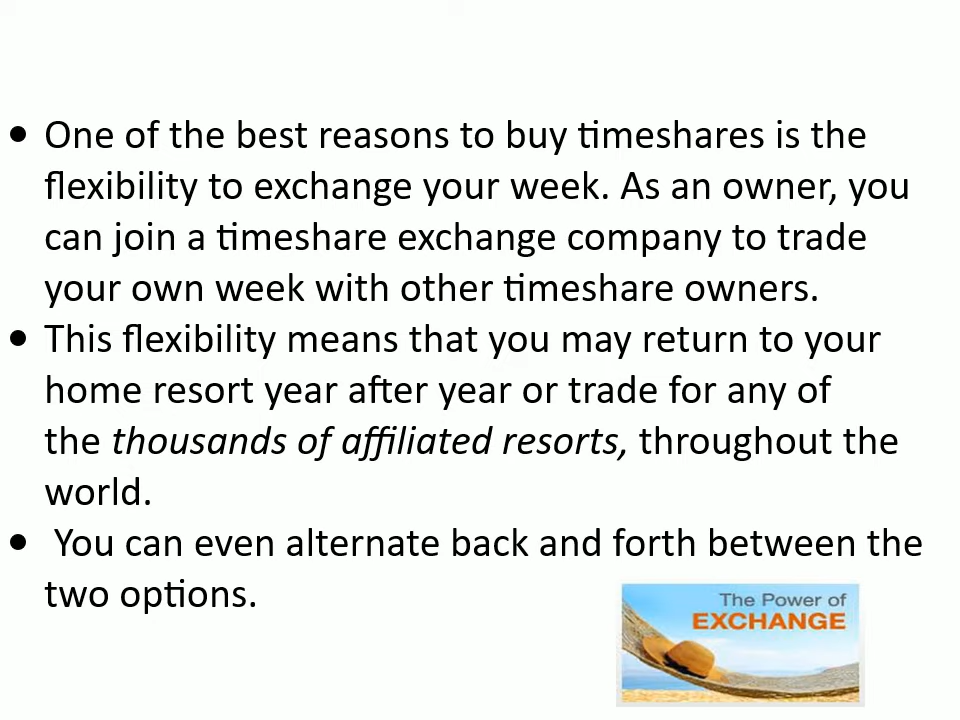 • One of the best reasons to buy timeshares is the
flexibility to exchange your week. As an owner, you
can join a timeshare exchange company to trade
your own week with other timeshare owners.
• This flexibility means that you may return to your
home resort year after year or trade for any of
the thousands of affiliated resorts, throughout the
world.
• You can even alternate back and forth between the
two options.
The Power of
EXCHANGE